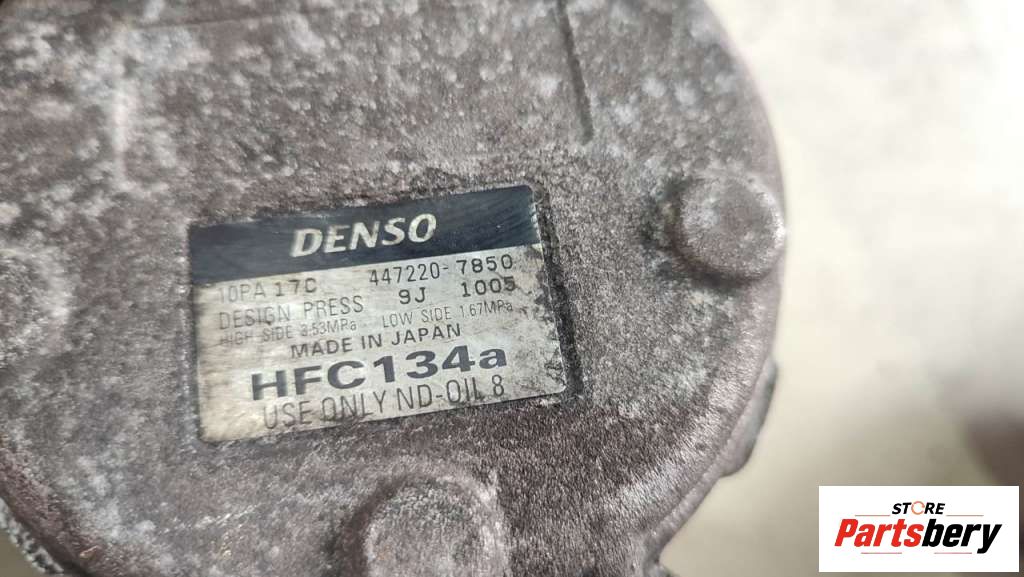 DENSO
10PA 17C 447220-7850
DESIGN PRESS 9J 1005
HIGH SIDE 3.53MPa LOW SIDE 1.67MPa
MADE IN JAPAN
HFC134a
USE ONLY ND-OIL 8
STORE
Partsbery